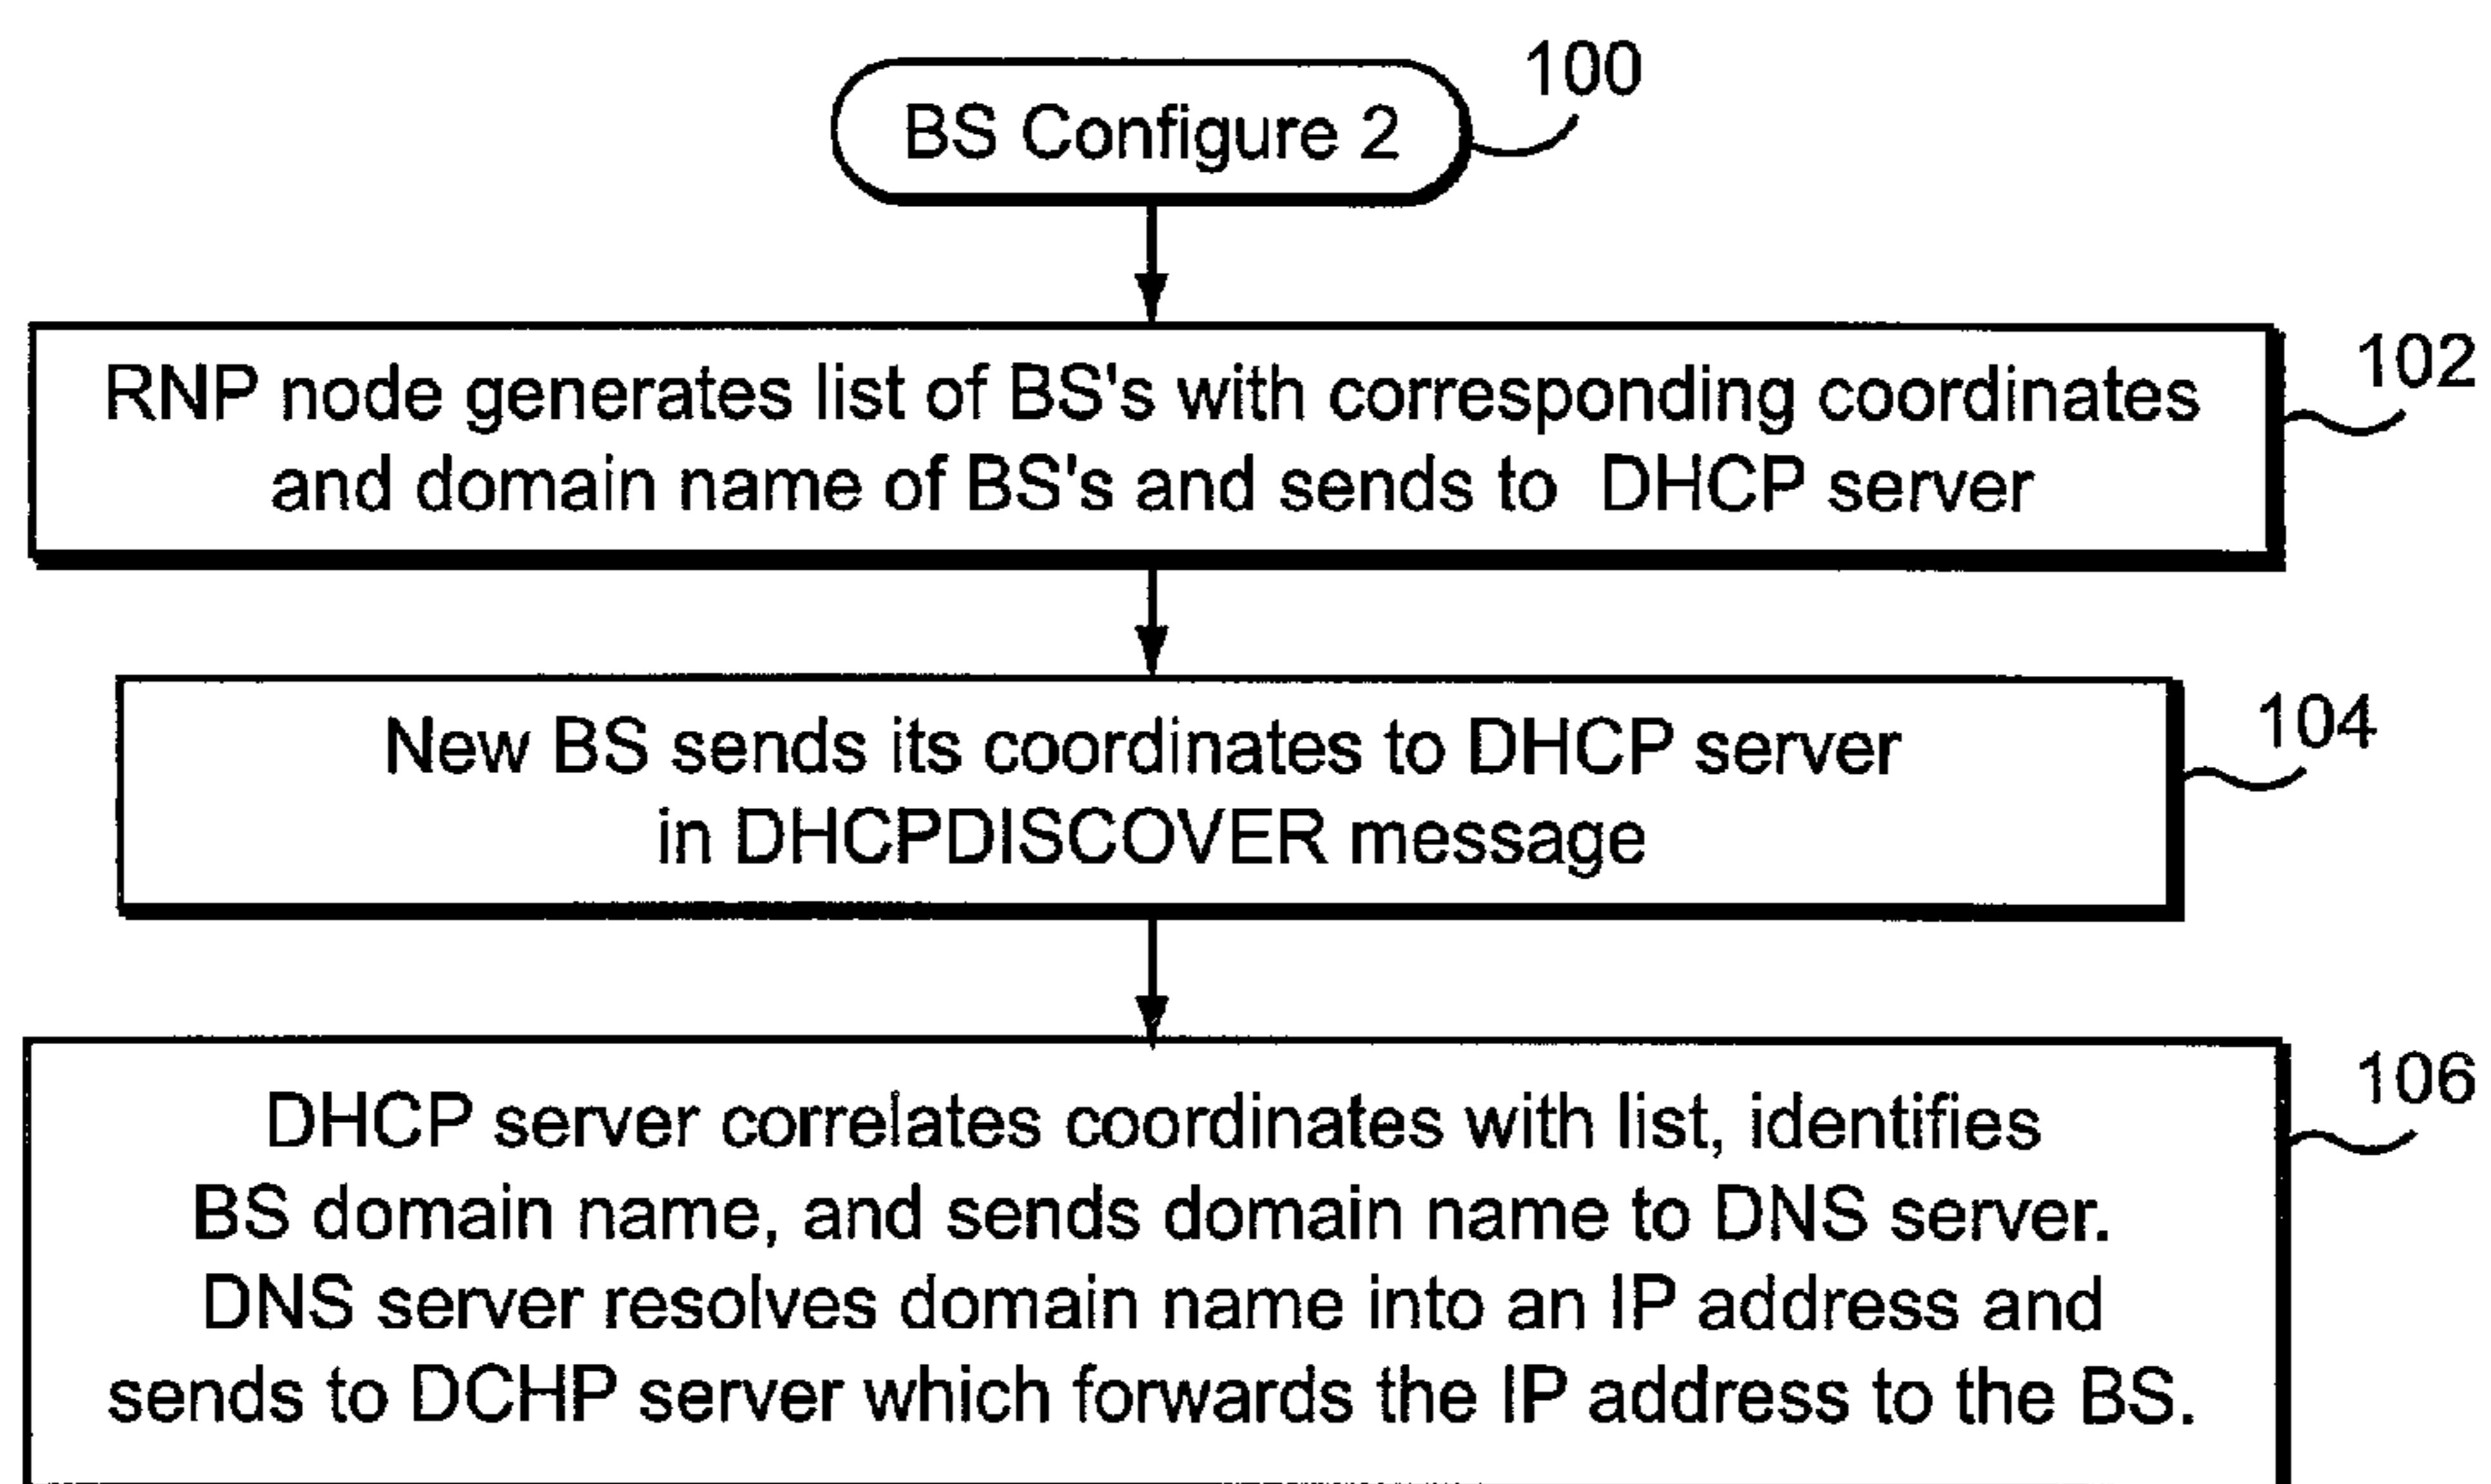 BS Configure 2
100
RNP node generates list of BS's with corresponding coordinates
and domain name of BS's and sends to DHCP server
102
New BS sends its coordinates to DHCP server
in DHCPDISCOVER message
104
DHCP server correlates coordinates with list, identifies
BS domain name, and sends domain name to DNS server.
DNS server resolves domain name into an IP address and
sends to DCHP server which forwards the IP address to the BS.
106